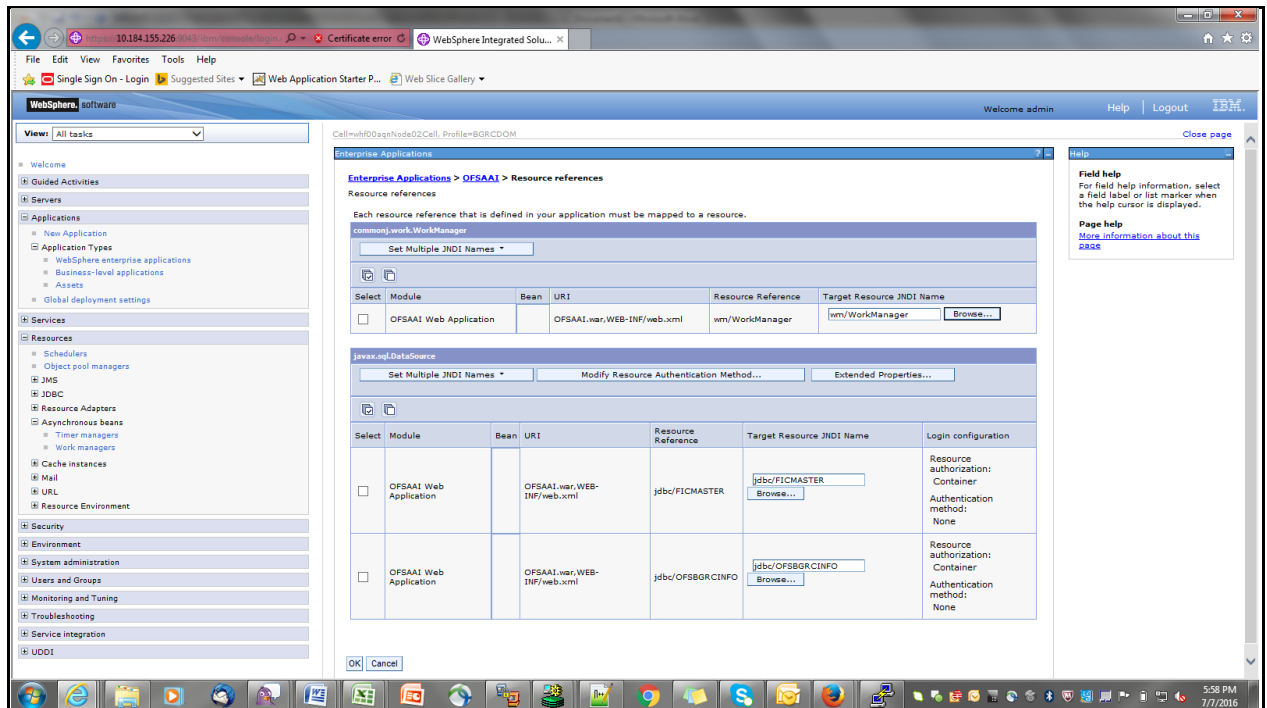 https://10.184.155.226:9043/ibm/console/login.
Certificate error
WebSphere Integrated Solu...
File Edit View Favorites Tools Help
Single Sign On - Login Suggested Sites Web Application Starter P... Web Slice Gallery
WebSphere. software
Welcome admin
Help Logout IBM.
View: All tasks
Cell=whf00aqnNode02Cell, Profile=BGRCDOM
Close page
Welcome
Guided Activities
Servers
Applications
New Application
Application Types
WebSphere enterprise applications
Business-level applications
Assets
Global deployment settings
Services
Resources
Schedulers
Object pool managers
JMS
JDBC
Resource Adapters
Asynchronous beans
Timer managers
Work managers
Cache instances
Mail
URL
Resource Environment
Security
Environment
System administration
Users and Groups
Monitoring and Tuning
Troubleshooting
Service integration
UDDI
Enterprise Applications
Enterprise Applications > OFSAAI > Resource references
Resource references
Each resource reference that is defined in your application must be mapped to a resource.
commonj.work.WorkManager
Set Multiple JNDI Names
Select Module Bean URI Resource Reference Target Resource JNDI Name
OFSAAI Web Application OFSAAI.war,WEB-INF/web.xml wm/WorkManager wm/WorkManager Browse...
javax.sql.DataSource
Set Multiple JNDI Names Modify Resource Authentication Method... Extended Properties...
Select Module Bean URI Resource Reference Target Resource JNDI Name Login configuration
OFSAAI Web Application
OFSAAI.war,WEB-INF/web.xml
jdbc/FICMASTER
jdbc/FICMASTER
Browse...
Resource authorization:
Container
Authentication method:
None
OFSAAI Web Application
OFSAAI.war,WEB-INF/web.xml
jdbc/OFSBGRCINFO
jdbc/OFSBGRCINFO
Browse...
Resource authorization:
Container
Authentication method:
None
OK Cancel
Help
Field help
For field help information, select
a field label or list marker when
the help cursor is displayed.
Page help
More information about this
page
5:58 PM
7/7/2016